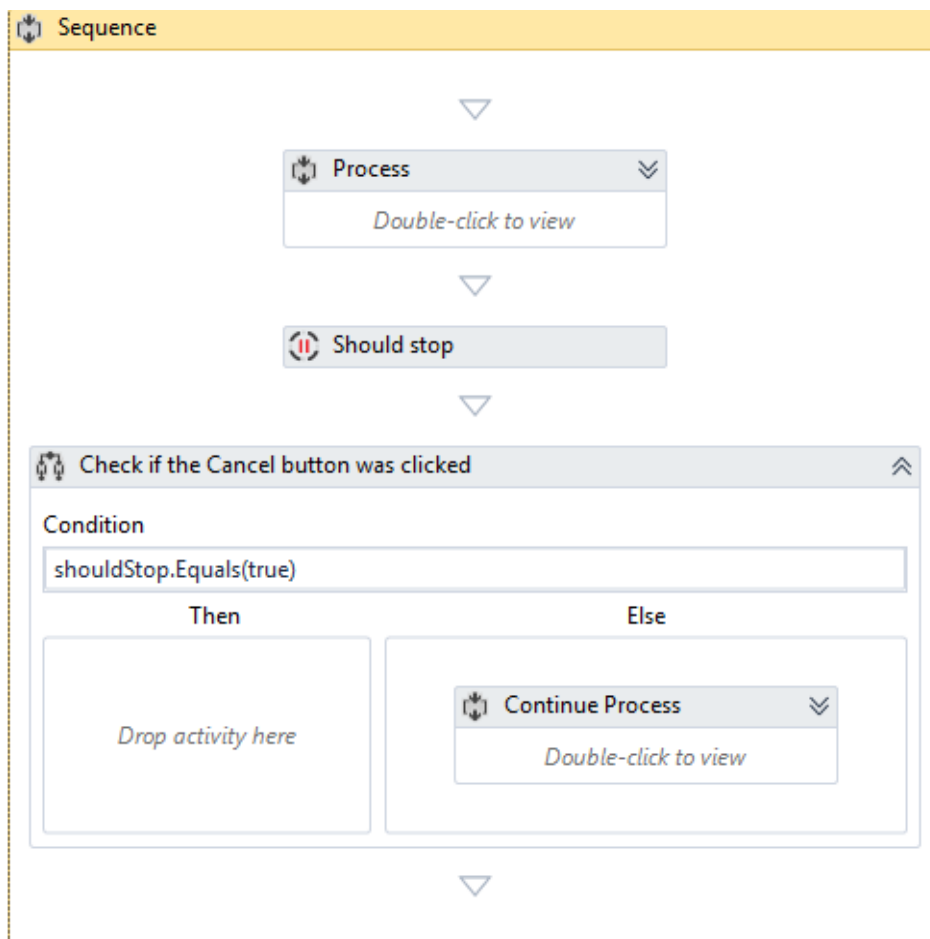 Sequence
Process
Double-click to view
Should stop
Check if the Cancel button was clicked
Condition
shouldStop.Equals(true)
Then Else
Continue Process
Drop activity here
Double-click to view